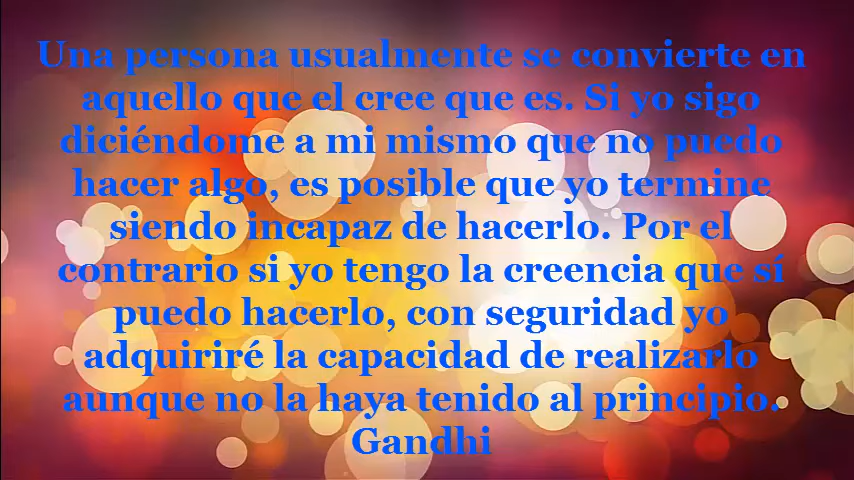 Una persona usualmente se convierte en
aquello que el cree que es. Si yo sigo
diciéndome a mi mismo que no puedo
hacer algo, es posible que yo termine
siendo incapaz de hacerlo. Por el
contrario si yo tengo la creencia que sí
puedo hacerlo, con seguridad yo
adquiriré la capacidad de realizarlo
aunque no la haya tenido al principio.
Gandhi